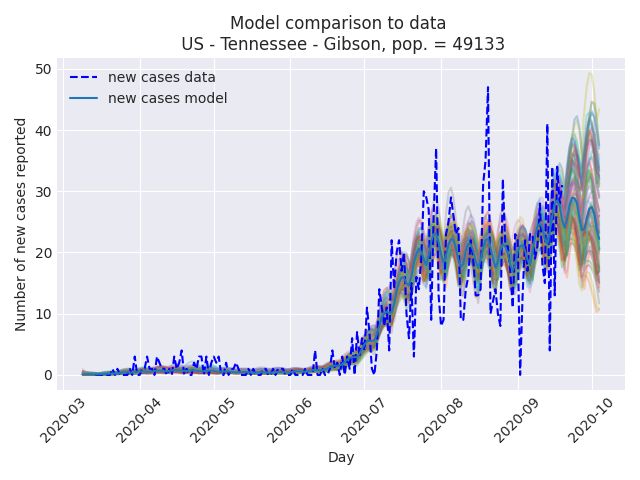 Model comparison to data
US - Tennessee - Gibson, pop. = 49133
new cases data
new cases model
Number of new cases reported
50
40
30
20
10
0
2020-03
2020-04
2020-05
2020-06
2020-07
2020-08
2020-09
2020-10
Day